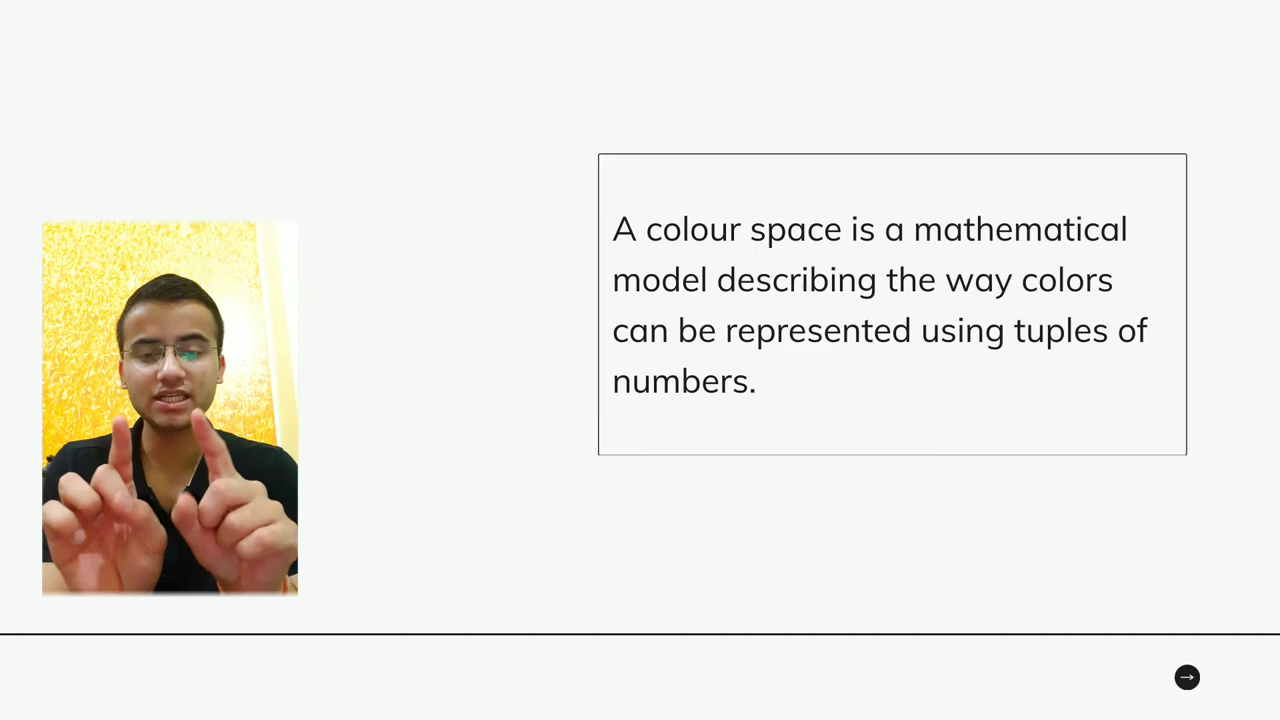 A colour space is a mathematical
model describing the way colors
can be represented using tuples of
numbers.